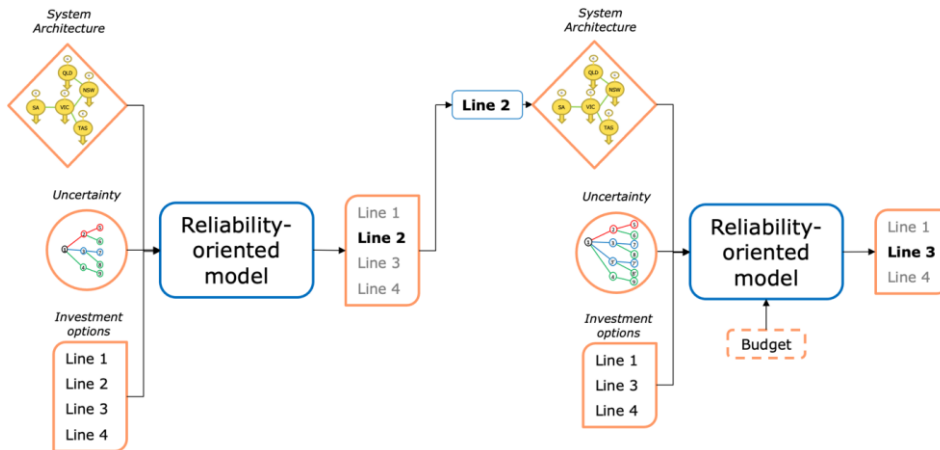 System
Architecture
QLD
NSW
SA
VIC
TAS
Uncertainty
Investment
options
Line 1
Line 2
Line 3
Line 4
Reliability-
oriented
model
Line 1
Line 2
Line 3
Line 4
Line 2
System
Architecture
QLD
NSW
SA
VIC
TAS
Uncertainty
Investment
options
Line 1
Line 3
Line 4
Reliability-
oriented
model
Budget
Line 1
Line 3
Line 4